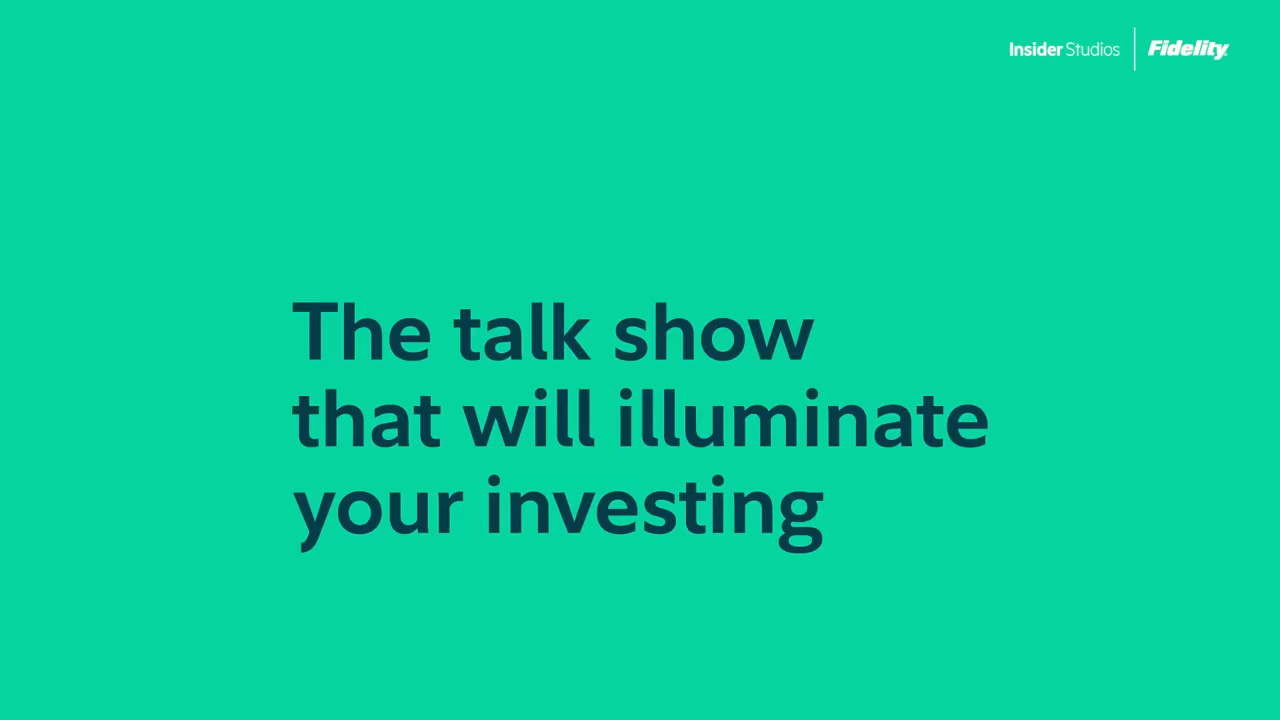 Insider Studios | Fidelity
The talk show
that will illuminate
your investing